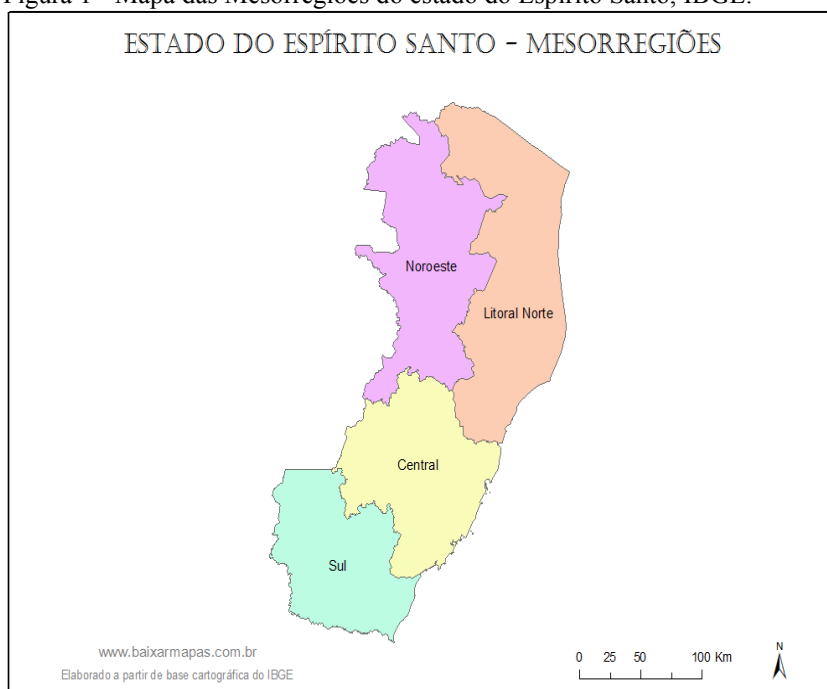 Figura 1 – Mapa das Mesorregiões do estado do Espírito Santo, IBGE.
ESTADO DO ESPÍRITO SANTO - MESORREGIÕES
Noroeste
Litoral Norte
Central
Sul
www.baixarmapas.com.br
Elaborado a partir de base cartográfica do IBGE
0 25 50 100 Km
N